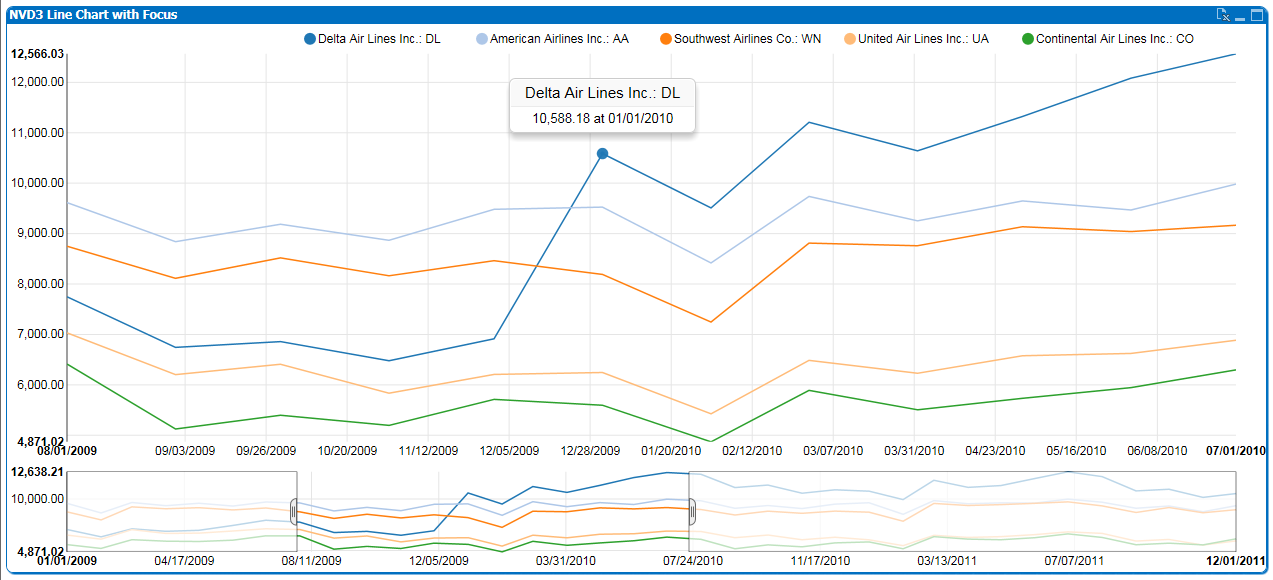 NVD3 Line Chart with Focus
Delta Air Lines Inc.: DL American Airlines Inc.: AA Southwest Airlines Co.: WN United Air Lines Inc.: UA Continental Air Lines Inc.: CO
12,566.03
12,000.00
11,000.00
10,000.00
9,000.00
8,000.00
7,000.00
6,000.00
4,871.02
Delta Air Lines Inc.: DL
10,588.18 at 01/01/2010
08/01/2009 09/03/2009 09/26/2009 10/20/2009 11/12/2009 12/05/2009 12/28/2009 01/20/2010 02/12/2010 03/07/2010 03/31/2010 04/23/2010 05/16/2010 06/08/2010 07/01/2010
12,638.21
10,000.00
4,871.02
01/01/2009 04/17/2009 08/11/2009 12/05/2009 03/31/2010 07/24/2010 11/17/2010 03/13/2011 07/07/2011 12/01/2011